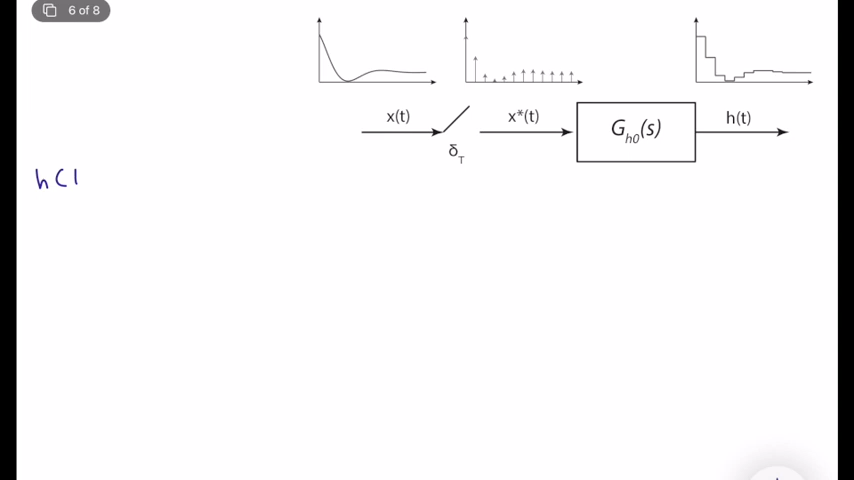 6 of 8
x(t)
x*(t)
G_h0(s)
h(t)
δ_T
h(